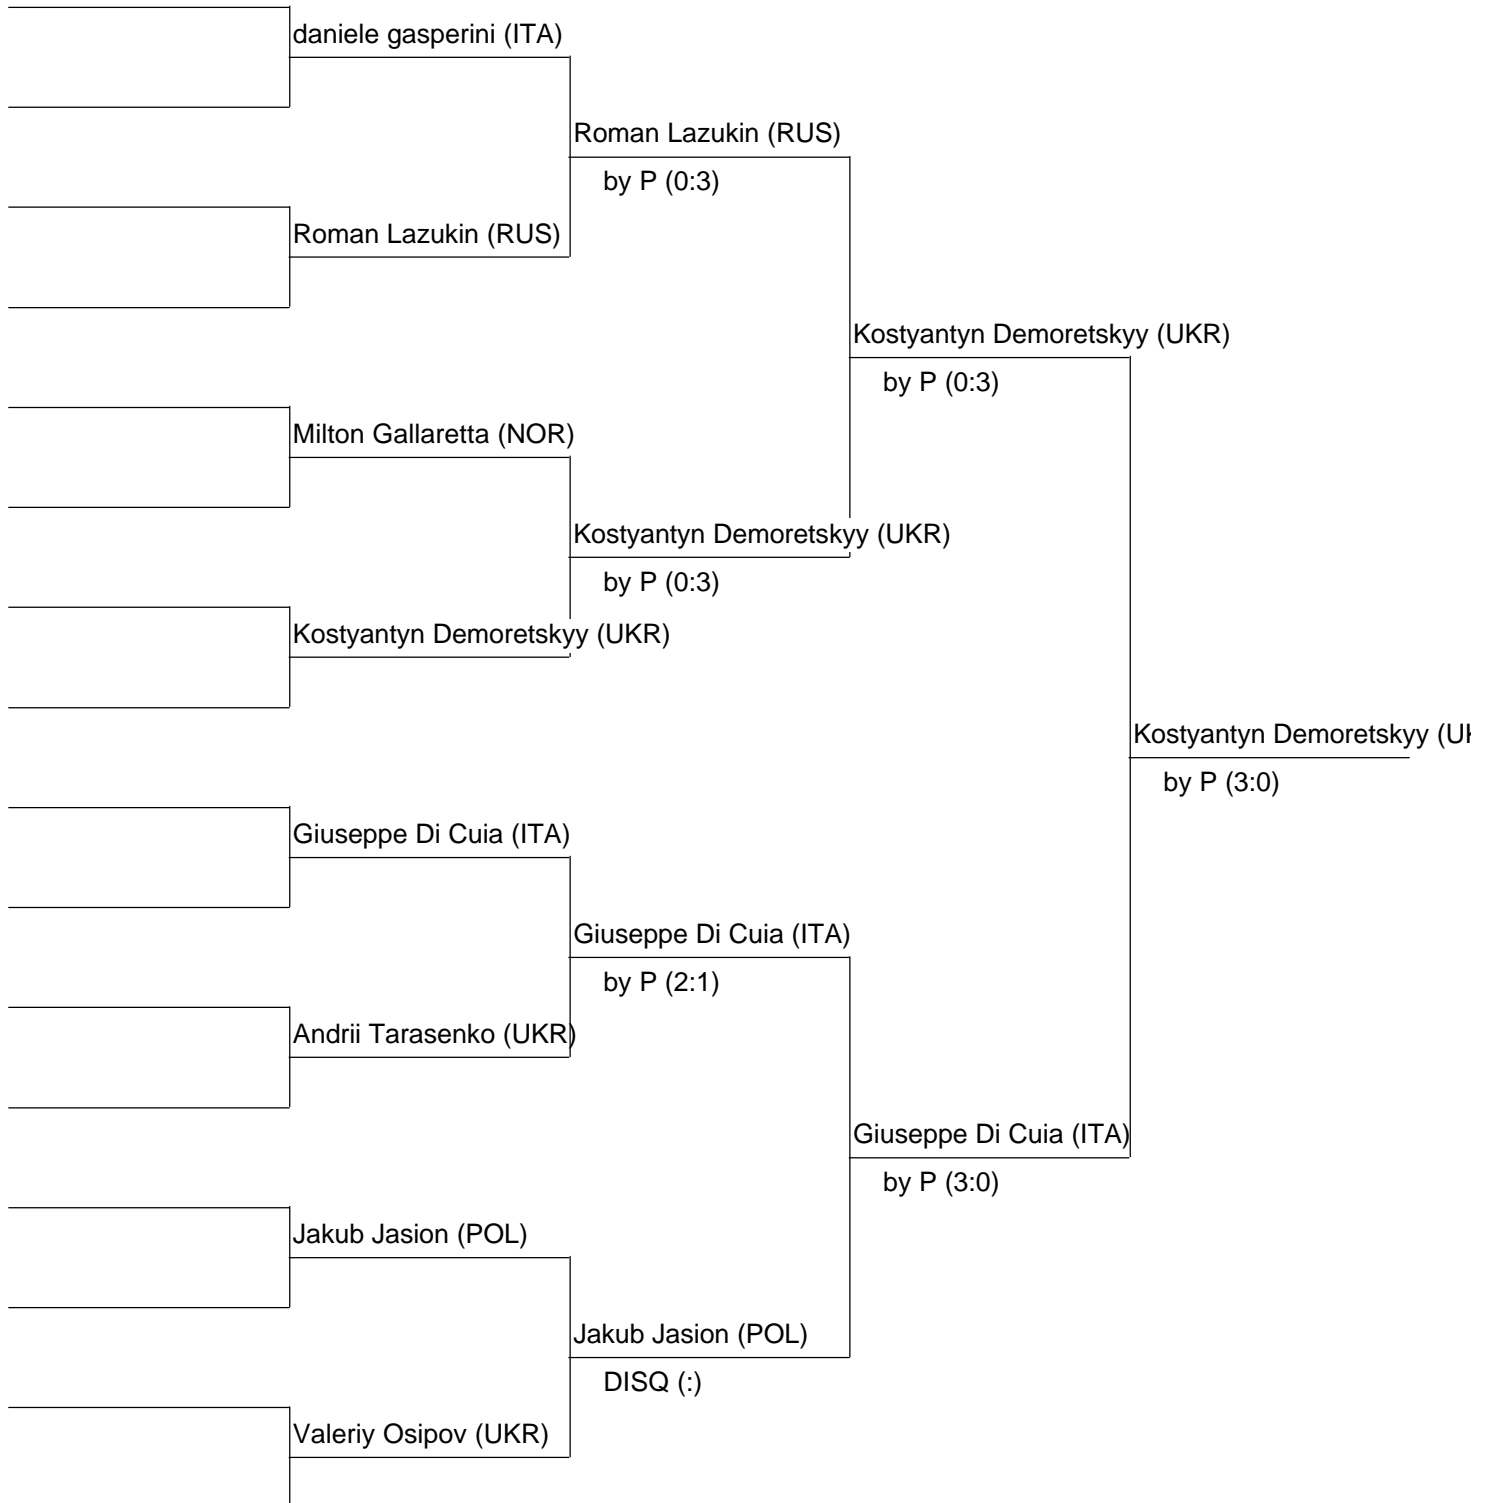 daniele gasperini (ITA)
Roman Lazukin (RUS)
by P (0:3)
Roman Lazukin (RUS)
Kostyantyn Demoretskyy (UKR)
by P (0:3)
Milton Gallaretta (NOR)
Kostyantyn Demoretskyy (UKR)
by P (0:3)
Kostyantyn Demoretskyy (UKR)
Kostyantyn Demoretskyy (U
by P (3:0)
Giuseppe Di Cuia (ITA)
Giuseppe Di Cuia (ITA)
by P (2:1)
Andrii Tarasenko (UKR)
Giuseppe Di Cuia (ITA)
by P (3:0)
Jakub Jasion (POL)
Jakub Jasion (POL)
DISQ (:)
Valeriy Osipov (UKR)